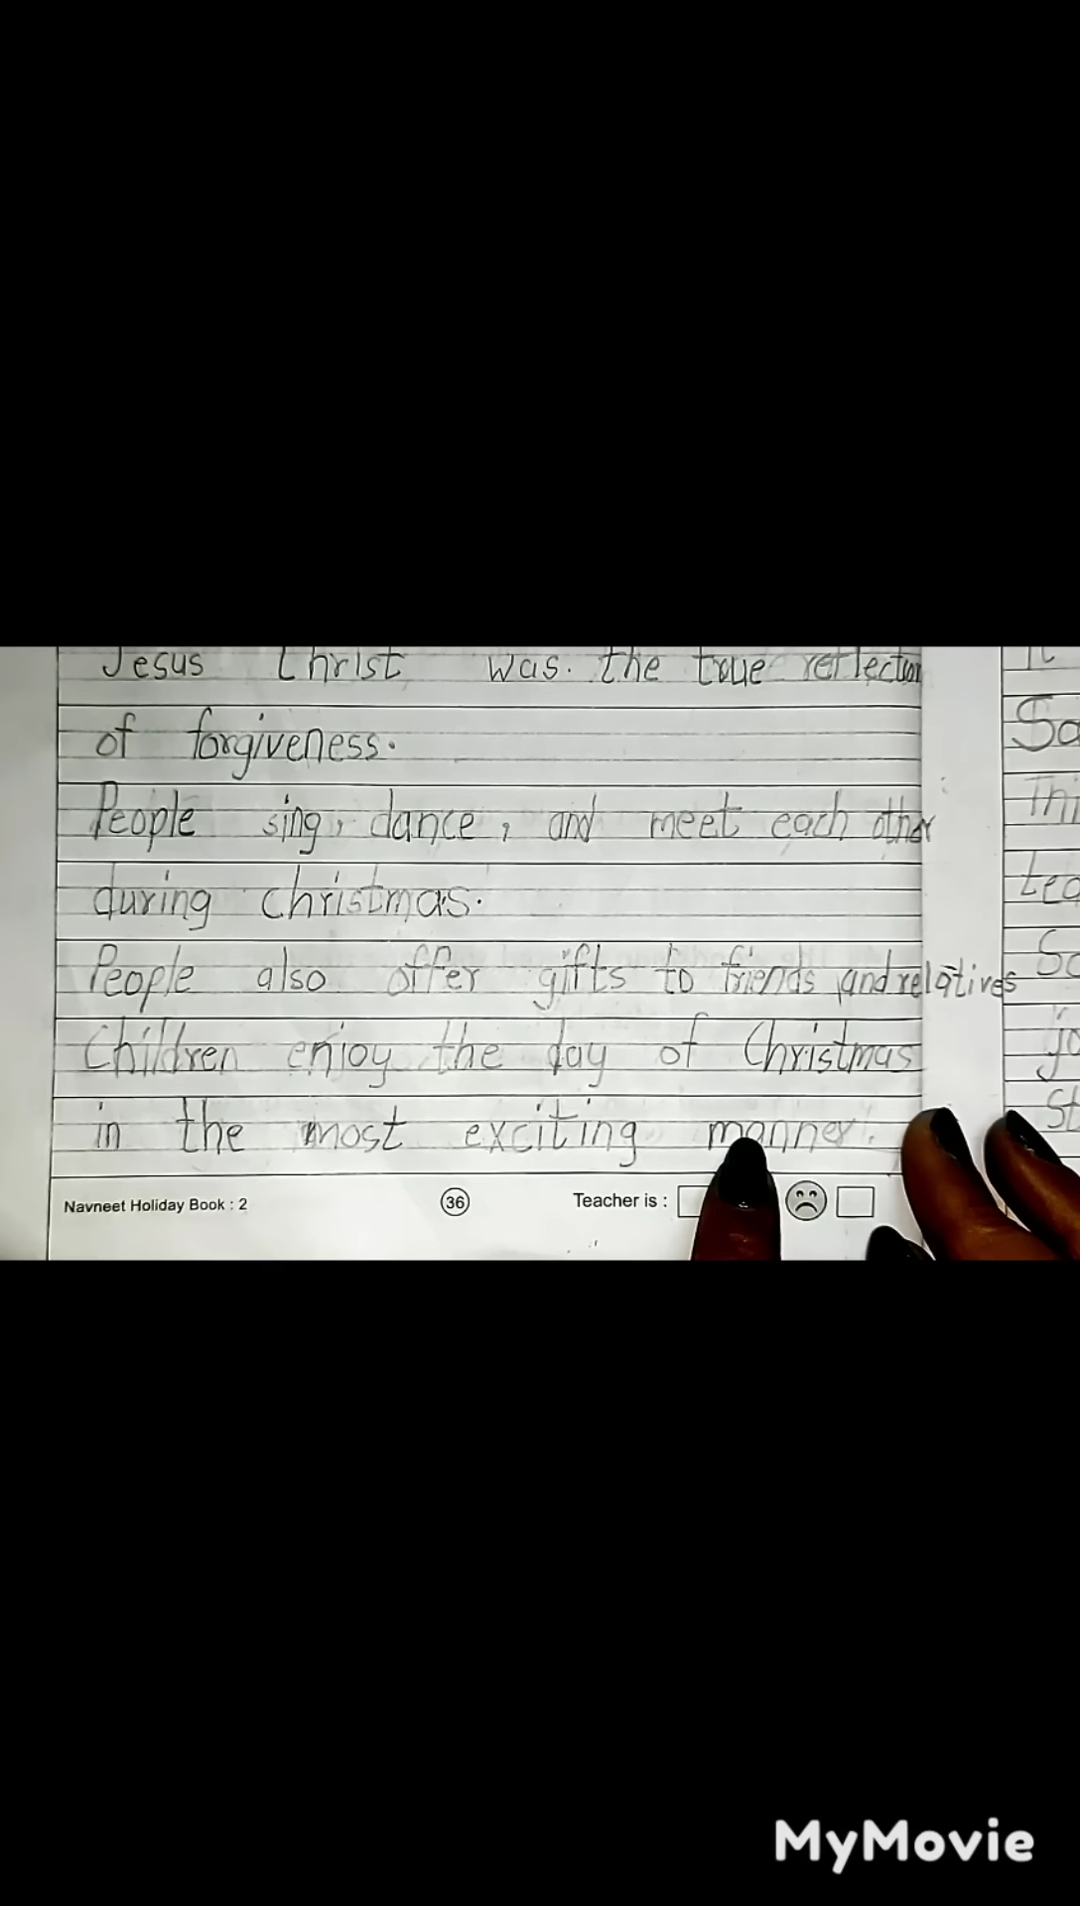 Jesus Christ was. the true reflection
of forgiveness.
People sing, dance, and meet each other
during christmas.
People also offer gifts to friends and relatives
Children enjoy the day of Christmas
in the most exciting manner.
Navneet Holiday Book : 2
36
Teacher is :
MyMovie